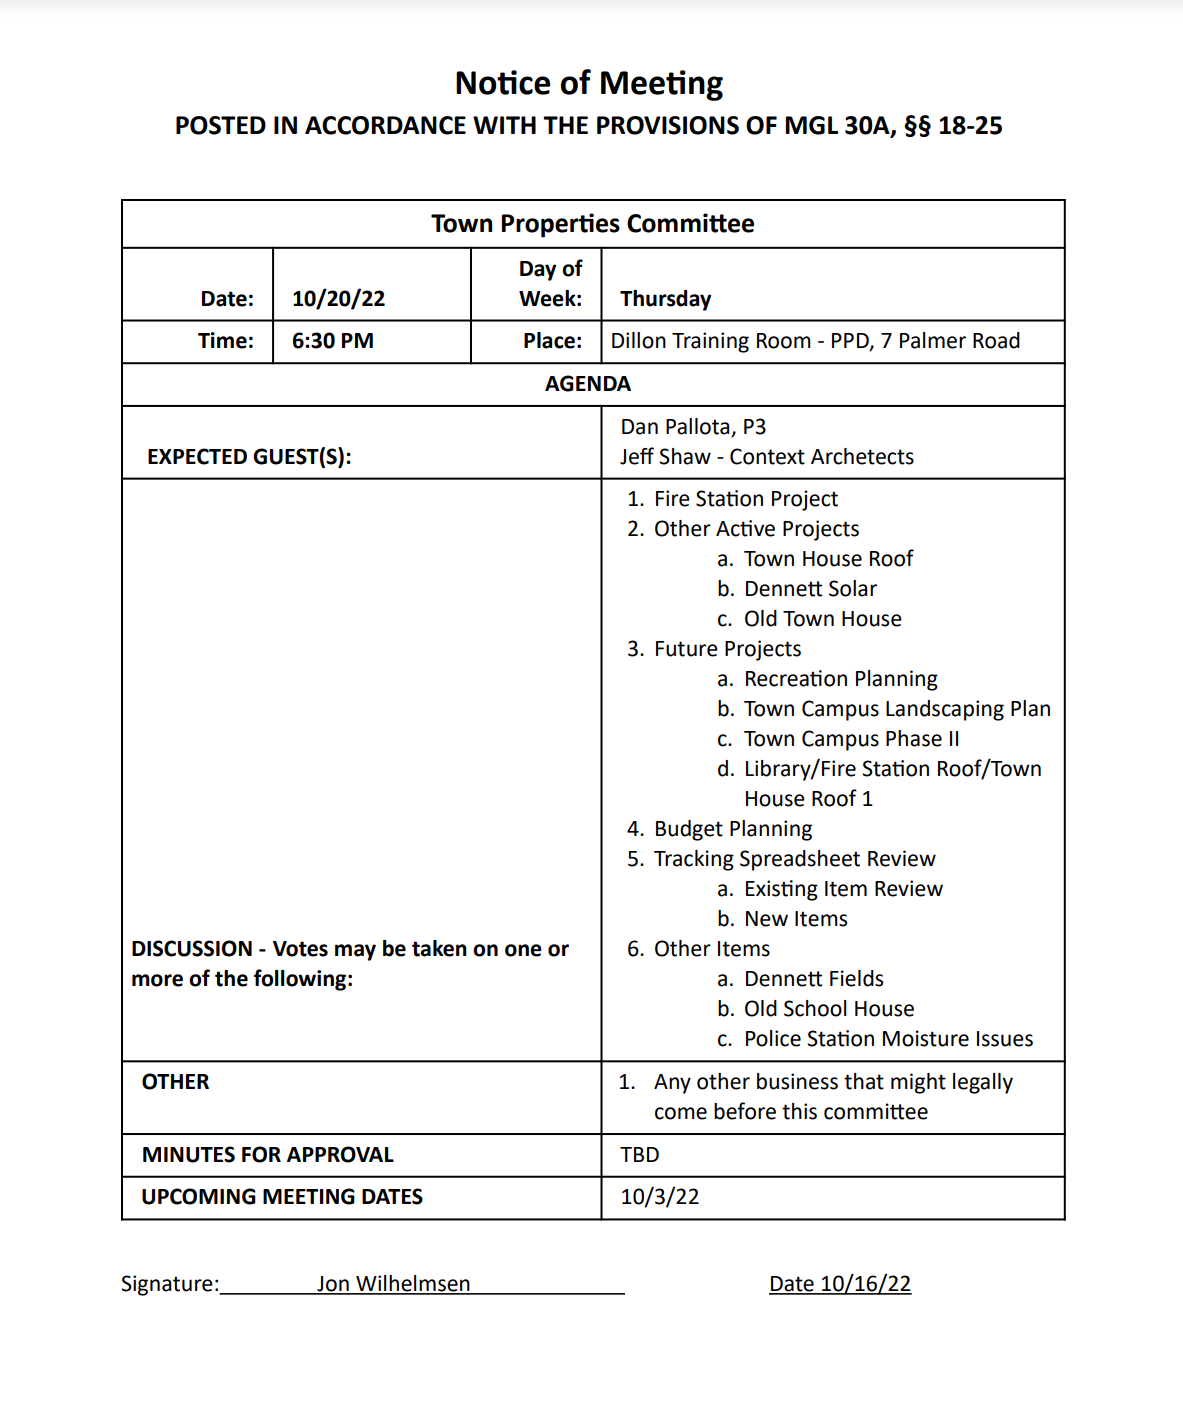 Notice of Meeting
POSTED IN ACCORDANCE WITH THE PROVISIONS OF MGL 30A, §§ 18-25
Town Properties Committee
Date: 10/20/22 Day of Week: Thursday
Time: 6:30 PM Place: Dillon Training Room - PPD, 7 Palmer Road
AGENDA
EXPECTED GUEST(S):
Dan Pallota, P3
Jeff Shaw - Context Archetects
DISCUSSION - Votes may be taken on one or
more of the following:
1. Fire Station Project
2. Other Active Projects
a. Town House Roof
b. Dennett Solar
c. Old Town House
3. Future Projects
a. Recreation Planning
b. Town Campus Landscaping Plan
c. Town Campus Phase II
d. Library/Fire Station Roof/Town
House Roof 1
4. Budget Planning
5. Tracking Spreadsheet Review
a. Existing Item Review
b. New Items
6. Other Items
a. Dennett Fields
b. Old School House
c. Police Station Moisture Issues
OTHER
1. Any other business that might legally
come before this committee
MINUTES FOR APPROVAL TBD
UPCOMING MEETING DATES 10/3/22
Signature: Jon Wilhelmsen Date 10/16/22